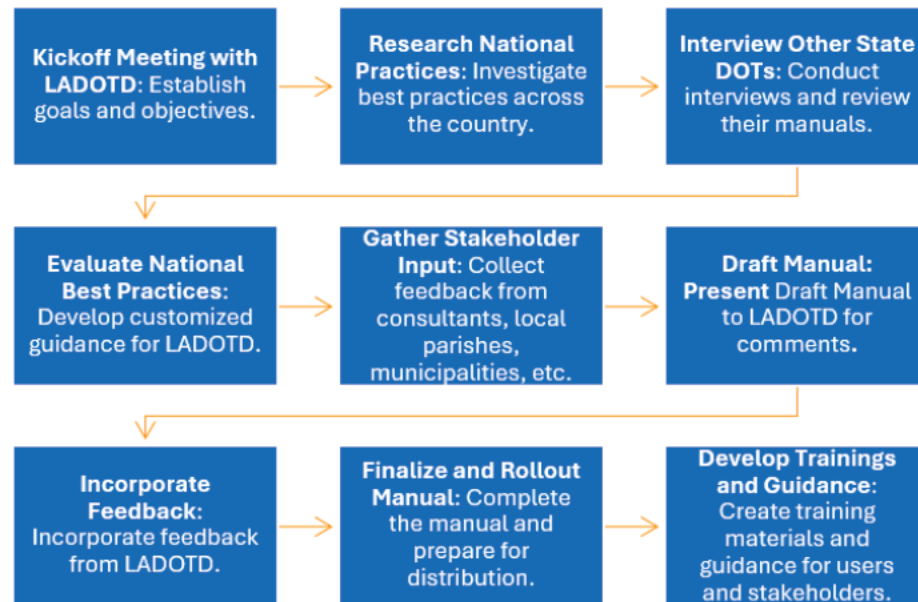 Kickoff Meeting with
LADOTD: Establish
goals and objectives.
Research National
Practices: Investigate
best practices across
the country.
Interview Other State
DOTs: Conduct
interviews and review
their manuals.
Evaluate National
Best Practices:
Develop customized
guidance for LADOTD.
Gather Stakeholder
Input: Collect
feedback from
consultants, local
parishes,
municipalities, etc.
Draft Manual:
Present Draft Manual
to LADOTD for
comments.
Incorporate
Feedback:
Incorporate feedback
from LADOTD.
Finalize and Rollout
Manual: Complete
the manual and
prepare for
distribution.
Develop Trainings
and Guidance:
Create training
materials and
guidance for users
and stakeholders.